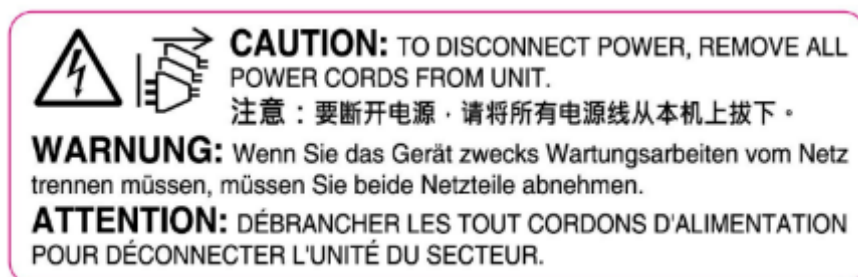 CAUTION: TO DISCONNECT POWER, REMOVE ALL
POWER CORDS FROM UNIT.
注意：要断开电源，请将所有电源线从本机上拔下。
WARNUNG: Wenn Sie das Gerät zwecks Wartungsarbeiten vom Netz
trennen müssen, müssen Sie beide Netzteile abnehmen.
ATTENTION: DÉBRANCHER LES TOUT CORDONS D'ALIMENTATION
POUR DÉCONNECTER L'UNITÉ DU SECTEUR.